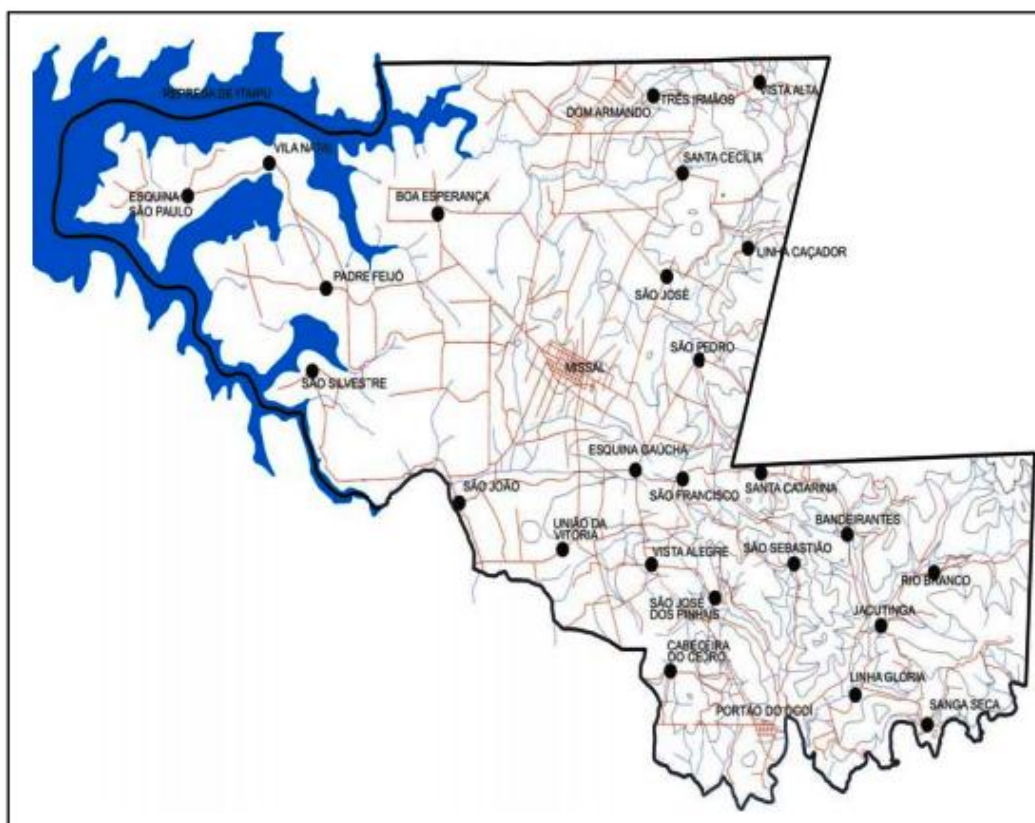 REPRESA DE ITAIPU
VISTA ALTA
TRÊS IRMÃOS
DOM ARMANDO
VILA NATAL
SANTA CECÍLIA
ESQUINA
SÃO PAULO
BOA ESPERANÇA
LINHA CAÇADOR
PADRE FEIJÓ
SÃO JOSÉ
SÃO PEDRO
MISSAL
SÃO SILVESTRE
ESQUINA GAÚCHA
SÃO JOÃO
SÃO FRANCISCO
SANTA CATARINA
UNIÃO DA
VITÓRIA
BANDEIRANTES
VISTA ALEGRE
SÃO SEBASTIÃO
RIO BRANCO
SÃO JOSÉ
DOS PINHAIS
JACUTINGA
CABECEIRA
DO CEDRO
LINHA GLÓRIA
PORTÃO DO OCOÍ
SANGA SECA